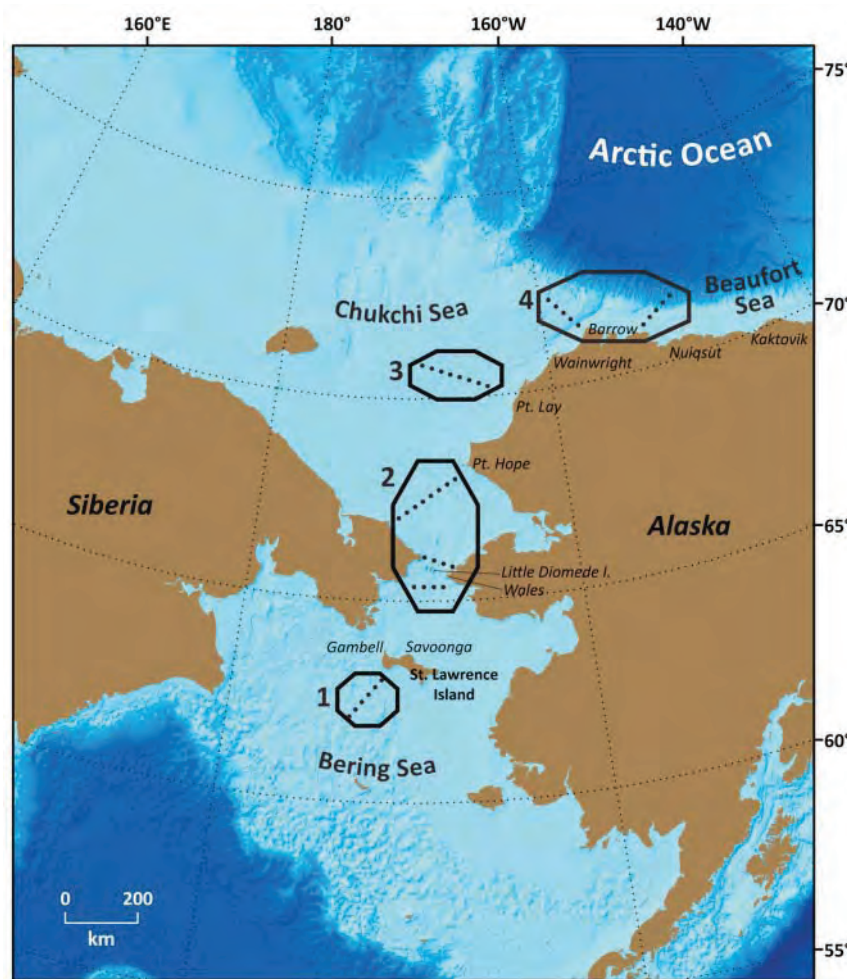 160°E 180° 160°W 140°W
75°
Arctic Ocean
4
Beaufort
Sea
70°
Chukchi Sea
Barrow
Kaktovik
Nuiqsut
Wainwright
3
Pt. Lay
2
Pt. Hope
Siberia
Alaska
65°
Little Diomede I.
Wales
Gambell Savoonga
St. Lawrence
Island
1
60°
Bering Sea
0 200
km
55°